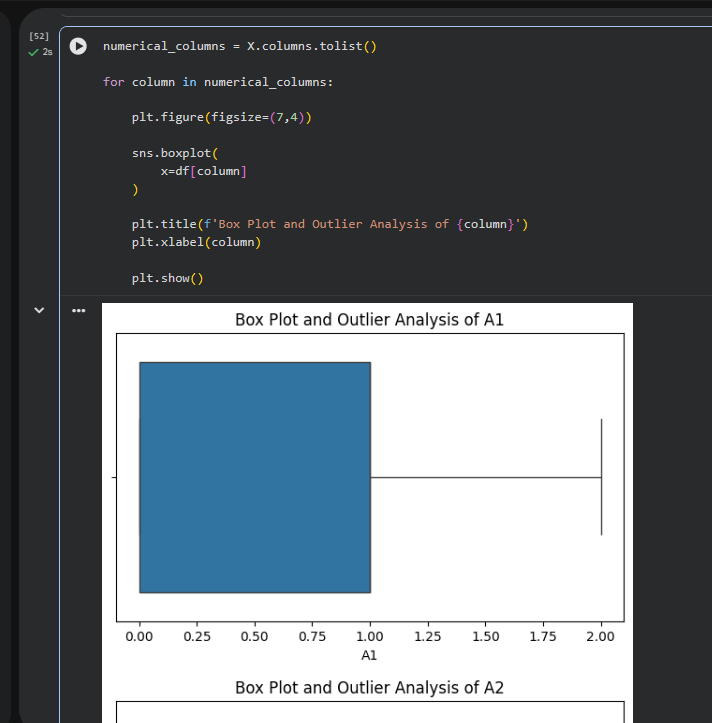 [52]
2s
numerical_columns = X.columns.tolist()
for column in numerical_columns:
plt.figure(figsize=(7,4))
sns.boxplot(
x=df[column]
)
plt.title(f'Box Plot and Outlier Analysis of {column}')
plt.xlabel(column)
plt.show()
Box Plot and Outlier Analysis of A1
0.00 0.25 0.50 0.75 1.00 1.25 1.50 1.75 2.00
A1
Box Plot and Outlier Analysis of A2